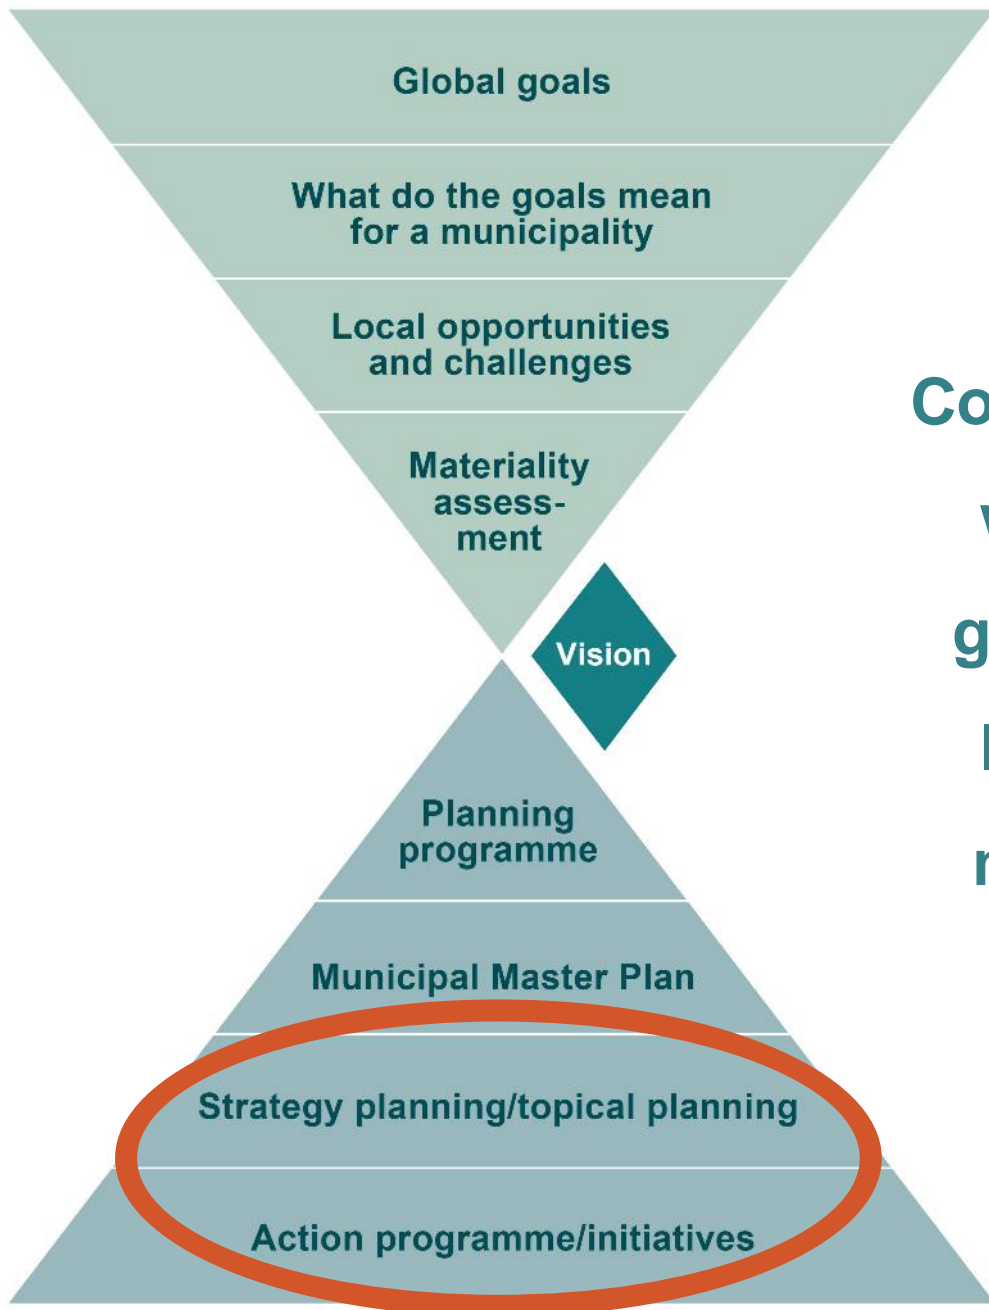 Global goals
What do the goals mean
for a municipality
Local opportunities
and challenges
Materiality
assess-
ment
Vision
Planning
programme
Municipal Master Plan
Strategy planning/topical planning
Action programme/initiatives